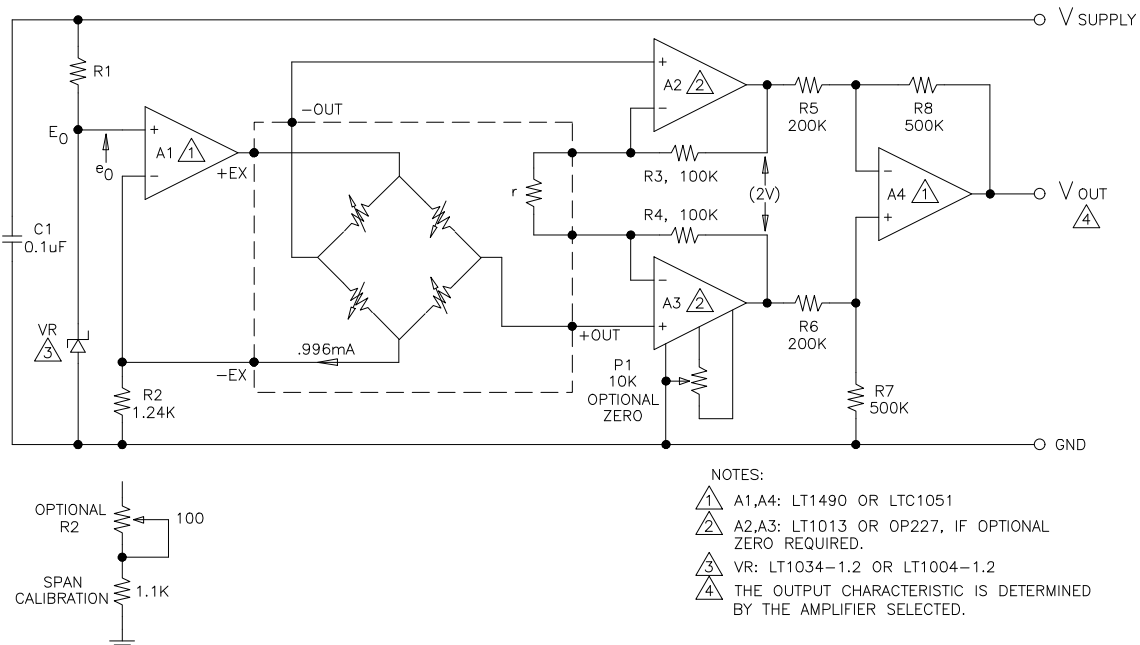 V SUPPLY
R1
E0
e0
A1 1
+EX
-OUT
C1
0.1uF
VR
3
R2
1.24K
-EX
.996mA
r
A2 2
R3, 100K
(2V)
R4, 100K
A3 2
+OUT
P1
10K
OPTIONAL
ZERO
R5
200K
R8
500K
A4 1
V OUT
4
R6
200K
R7
500K
GND
OPTIONAL
R2
100
SPAN
CALIBRATION
1.1K
NOTES:
1 A1,A4: LT1490 OR LTC1051
2 A2,A3: LT1013 OR OP227, IF OPTIONAL
ZERO REQUIRED.
3 VR: LT1034-1.2 OR LT1004-1.2
4 THE OUTPUT CHARACTERISTIC IS DETERMINED
BY THE AMPLIFIER SELECTED.